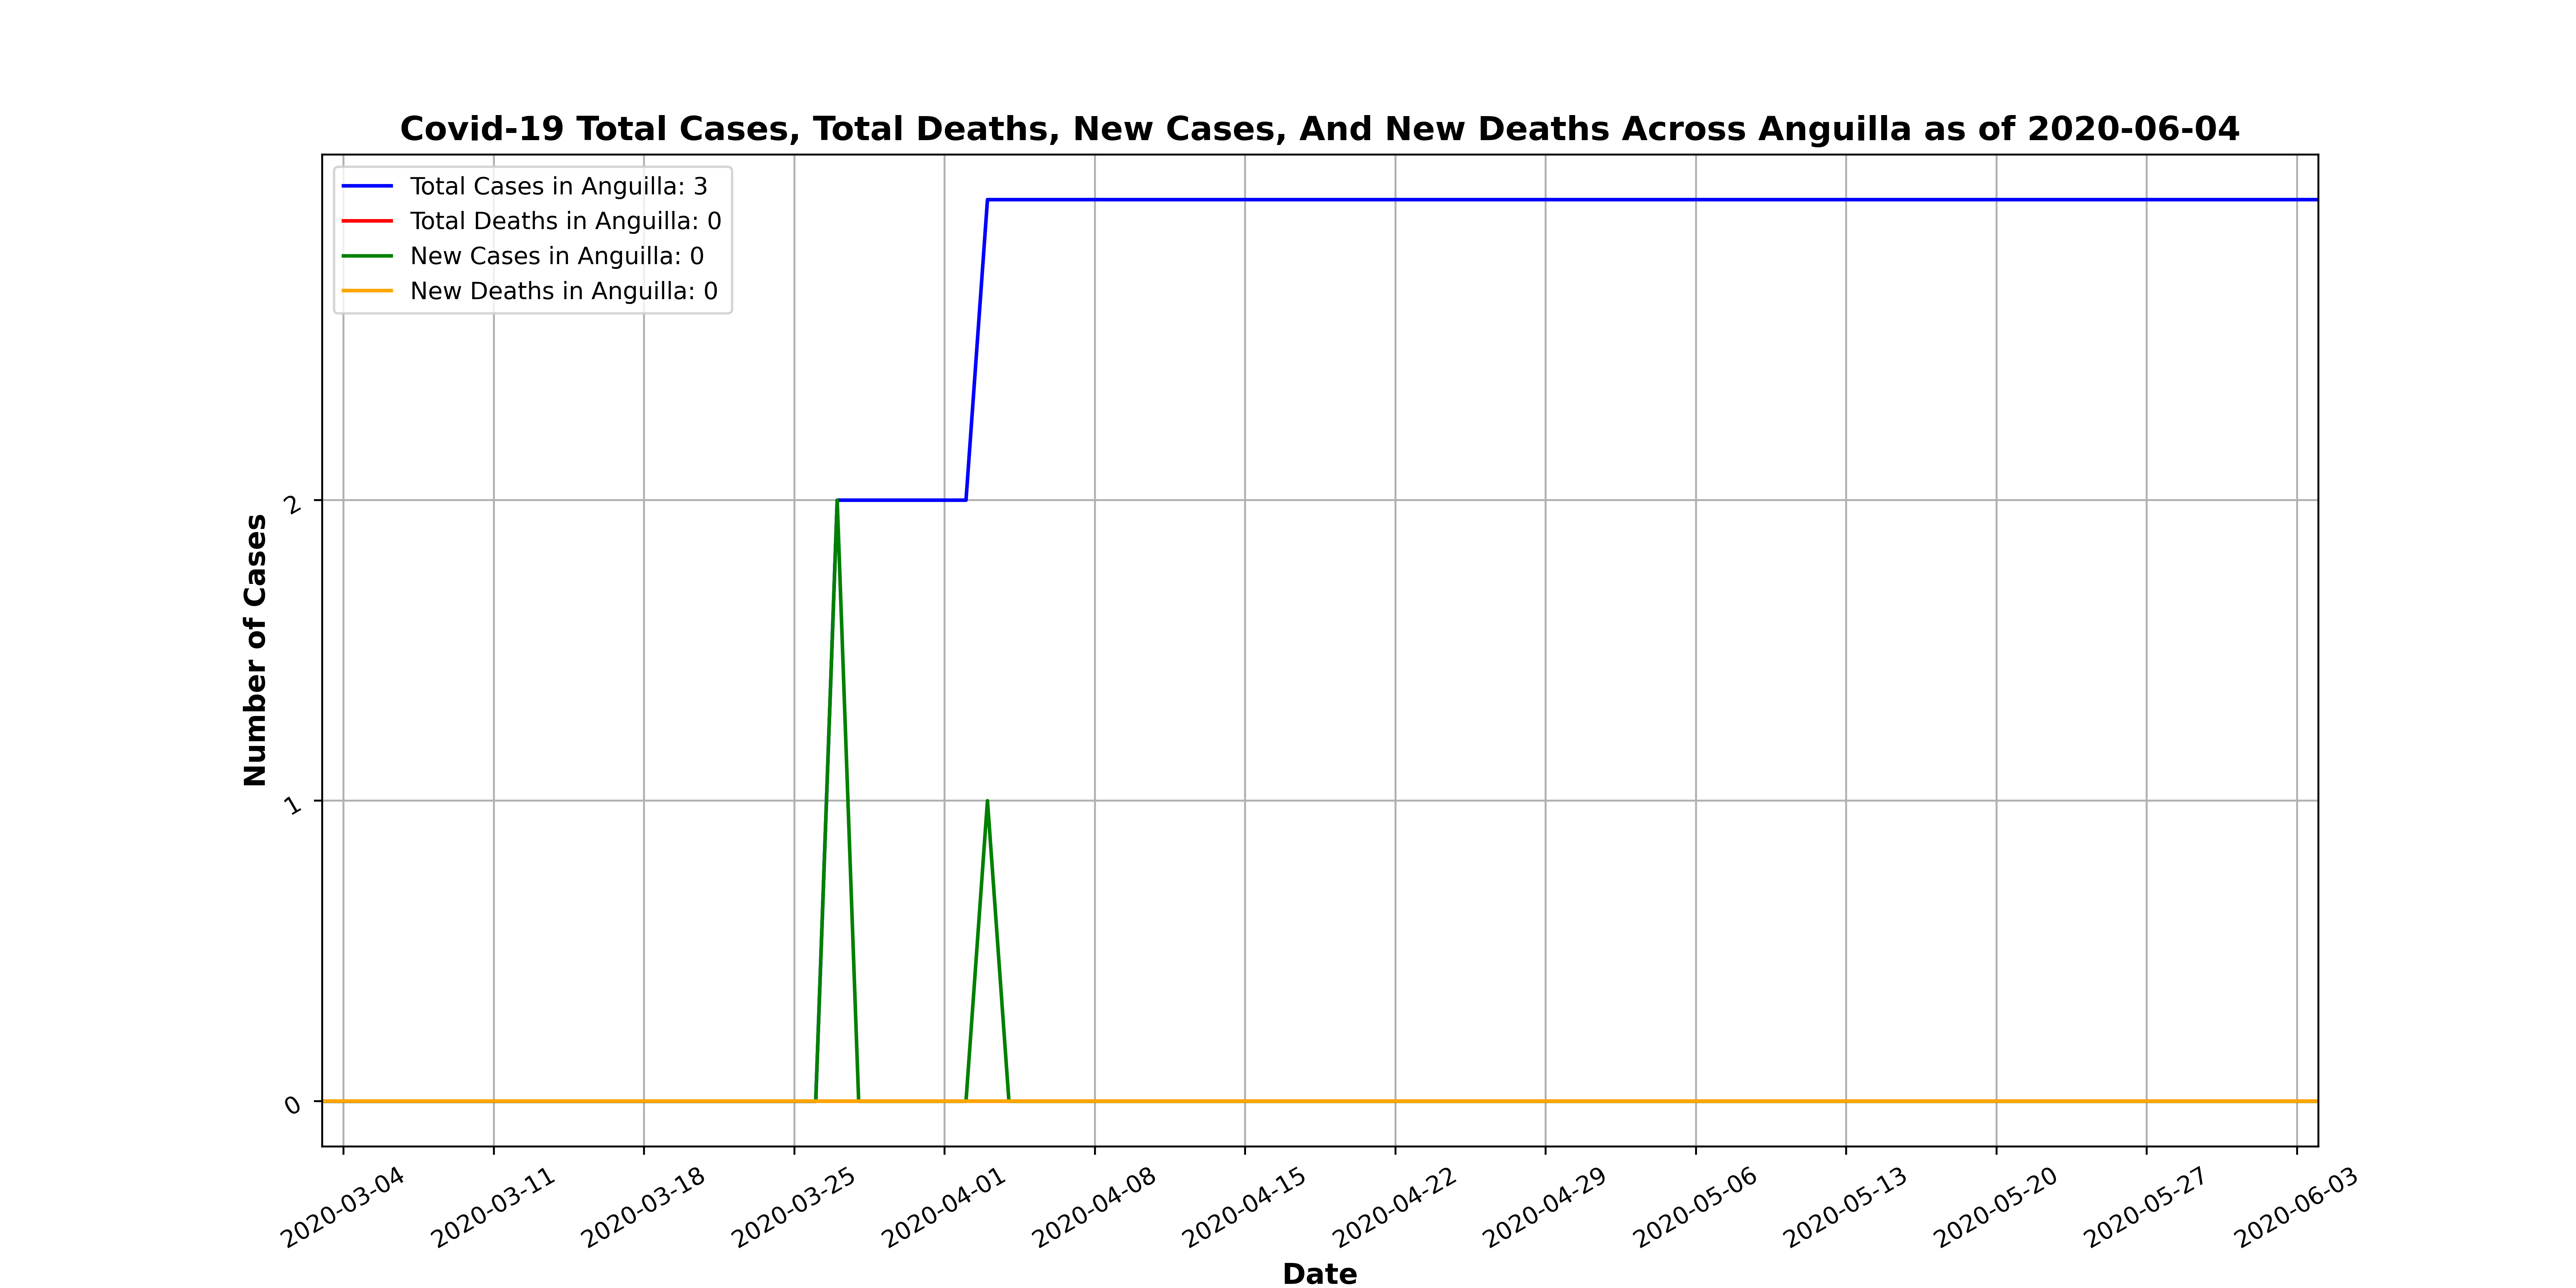 Covid-19 Total Cases, Total Deaths, New Cases, And New Deaths Across Anguilla as of 2020-06-04
Total Cases in Anguilla: 3
Total Deaths in Anguilla: 0
New Cases in Anguilla: 0
New Deaths in Anguilla: 0
Number of Cases
2
1
0
2020-03-04
2020-03-11
2020-03-18
2020-03-25
2020-04-01
2020-04-08
2020-04-15
2020-04-22
2020-04-29
2020-05-06
2020-05-13
2020-05-20
2020-05-27
2020-06-03
Date